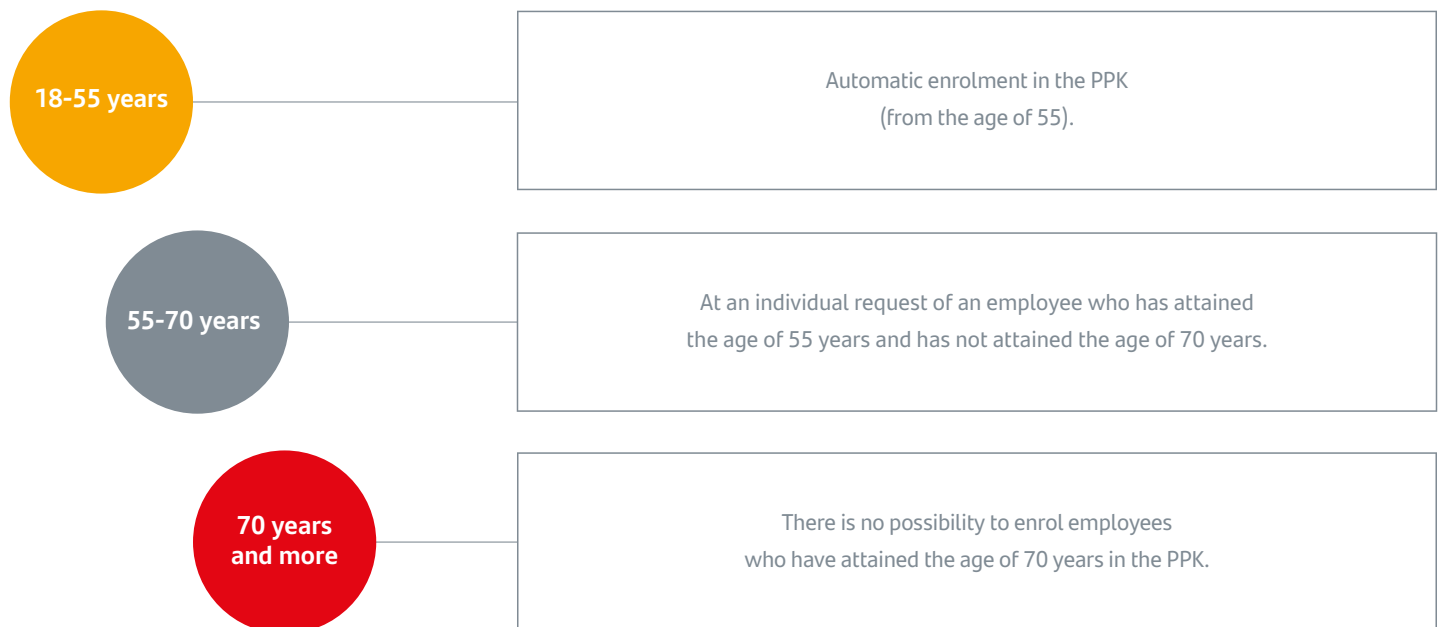 18-55 years
Automatic enrolment in the PPK
(from the age of 55).
55-70 years
At an individual request of an employee who has attained
the age of 55 years and has not attained the age of 70 years.
70 years
and more
There is no possibility to enrol employees
who have attained the age of 70 years in the PPK.